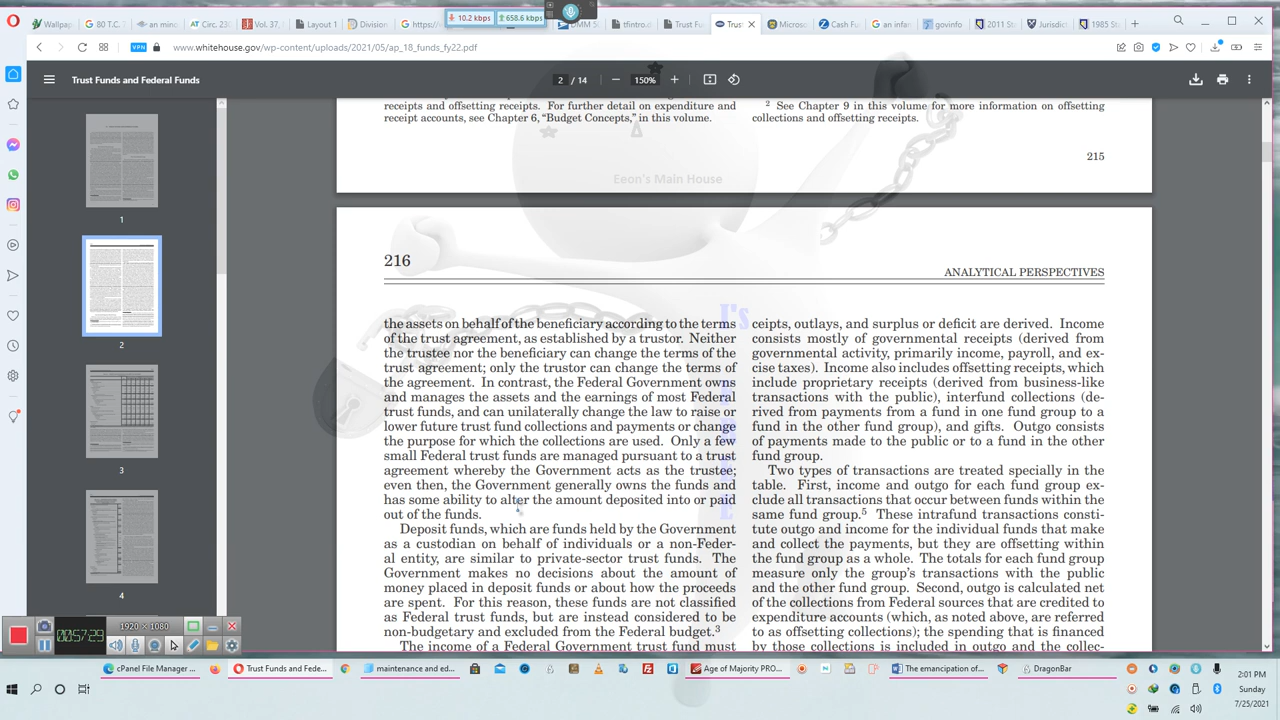 Wallpap
80 T.C.
an mino
Circ. 230
Vol. 37,
Layout 1
Division
https://
10.2 kbps
658.6 kbps
DMM S
tfintro.d
Trust Fu
Trus
Microso
Cash Fu
an infan
govinfo
2011 Sta
Jurisdict
1985 Sta
VPN
www.whitehouse.gov/wp-content/uploads/2021/05/ap_18_funds_fy22.pdf
Trust Funds and Federal Funds
2 / 14
150%
1
2
3
4
receipts and offsetting receipts. For further detail on expenditure and
receipt accounts, see Chapter 6, “Budget Concepts,” in this volume.
2 See Chapter 9 in this volume for more information on offsetting
collections and offsetting receipts.
215
Eeon's Main House
216
ANALYTICAL PERSPECTIVES
the assets on behalf of the beneficiary according to the terms
of the trust agreement, as established by a trustor. Neither
the trustee nor the beneficiary can change the terms of the
trust agreement; only the trustor can change the terms of
the agreement. In contrast, the Federal Government owns
and manages the assets and the earnings of most Federal
trust funds, and can unilaterally change the law to raise or
lower future trust fund collections and payments or change
the purpose for which the collections are used. Only a few
small Federal trust funds are managed pursuant to a trust
agreement whereby the Government acts as the trustee;
even then, the Government generally owns the funds and
has some ability to alter the amount deposited into or paid
out of the funds.
Deposit funds, which are funds held by the Government
as a custodian on behalf of individuals or a non-Feder-
al entity, are similar to private-sector trust funds. The
Government makes no decisions about the amount of
money placed in deposit funds or about how the proceeds
are spent. For this reason, these funds are not classified
as Federal trust funds, but are instead considered to be
non-budgetary and excluded from the Federal budget.3
The income of a Federal Government trust fund must
ceipts, outlays, and surplus or deficit are derived. Income
consists mostly of governmental receipts (derived from
governmental activity, primarily income, payroll, and ex-
cise taxes). Income also includes offsetting receipts, which
include proprietary receipts (derived from business-like
transactions with the public), interfund collections (de-
rived from payments from a fund in one fund group to a
fund in the other fund group), and gifts. Outgo consists
of payments made to the public or to a fund in the other
fund group.
Two types of transactions are treated specially in the
table. First, income and outgo for each fund group ex-
clude all transactions that occur between funds within the
same fund group.5 These intrafund transactions consti-
tute outgo and income for the individual funds that make
and collect the payments, but they are offsetting within
the fund group as a whole. The totals for each fund group
measure only the group's transactions with the public
and the other fund group. Second, outgo is calculated net
of the collections from Federal sources that are credited to
expenditure accounts (which, as noted above, are referred
to as offsetting collections); the spending that is financed
by those collections is included in outgo and the collec-
I's
00:57:29
1920 × 1080
cPanel File Manager ...
Trust Funds and Fede...
maintenance and ed...
Age of Majority PRO...
The emancipation of...
DragonBar
2:01 PM
Sunday
7/25/2021